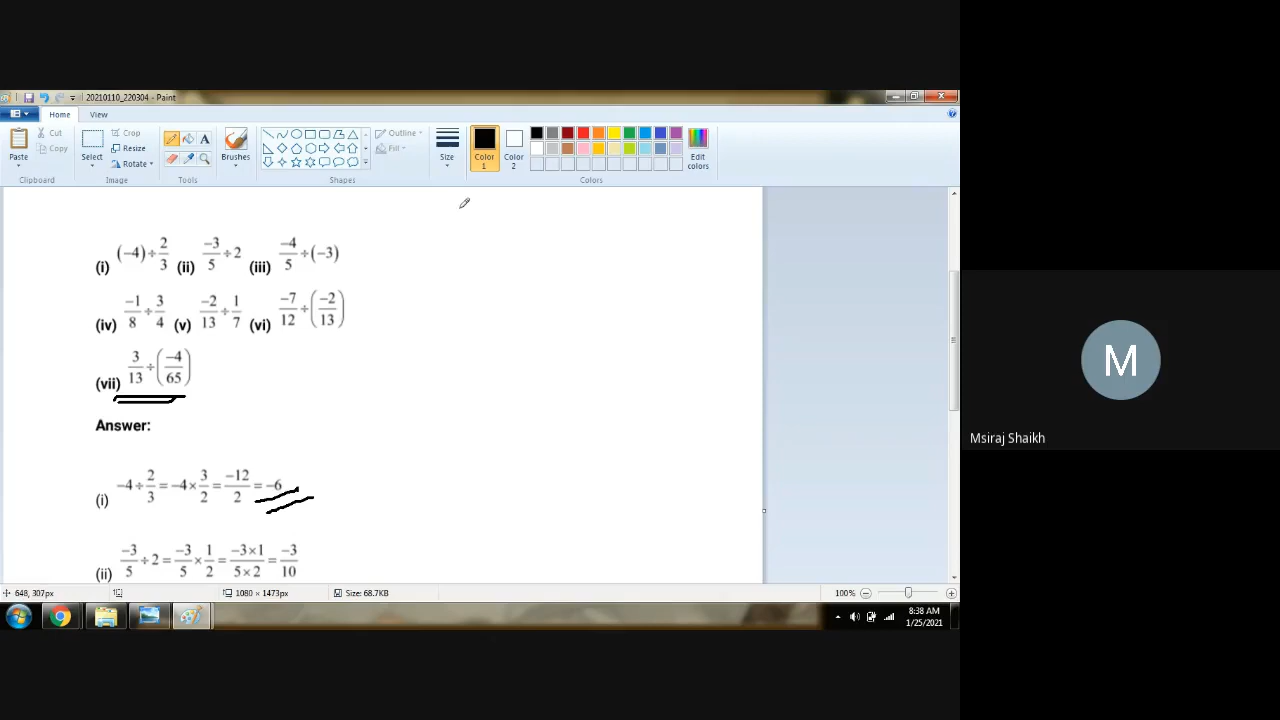 20210110_220304 - Paint
Home View
Paste
Cut
Copy
Clipboard
Select
Crop
Resize
Rotate
Image
A
Tools
Brushes
Outline
Fill
Shapes
Size
Color 1
Color 2
Edit colors
Colors
(i) (−4) ÷ 2/3 (ii) −3/5 ÷ 2 (iii) −4/5 ÷ (−3)
(iv) −1/8 ÷ 3/4 (v) −2/13 ÷ 1/7 (vi) −7/12 ÷ (−2/13)
(vii) 3/13 ÷ (−4/65)
Answer:
(i) −4 ÷ 2/3 = −4 × 3/2 = −12/2 = −6
(ii) −3/5 ÷ 2 = −3/5 × 1/2 = −3×1/5×2 = −3/10
648, 307px
1080 × 1473px
Size: 68.7KB
100%
8:38 AM
1/25/2021
M
Msiraj Shaikh